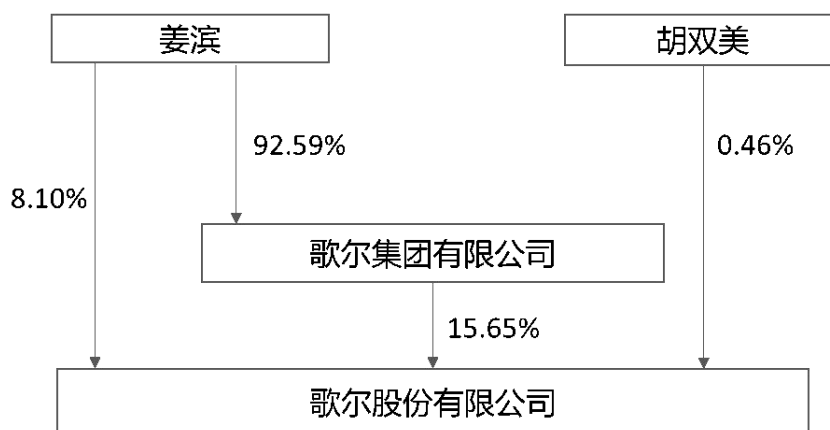 姜滨
胡双美
92.59%
0.46%
8.10%
歌尔集团有限公司
15.65%
歌尔股份有限公司